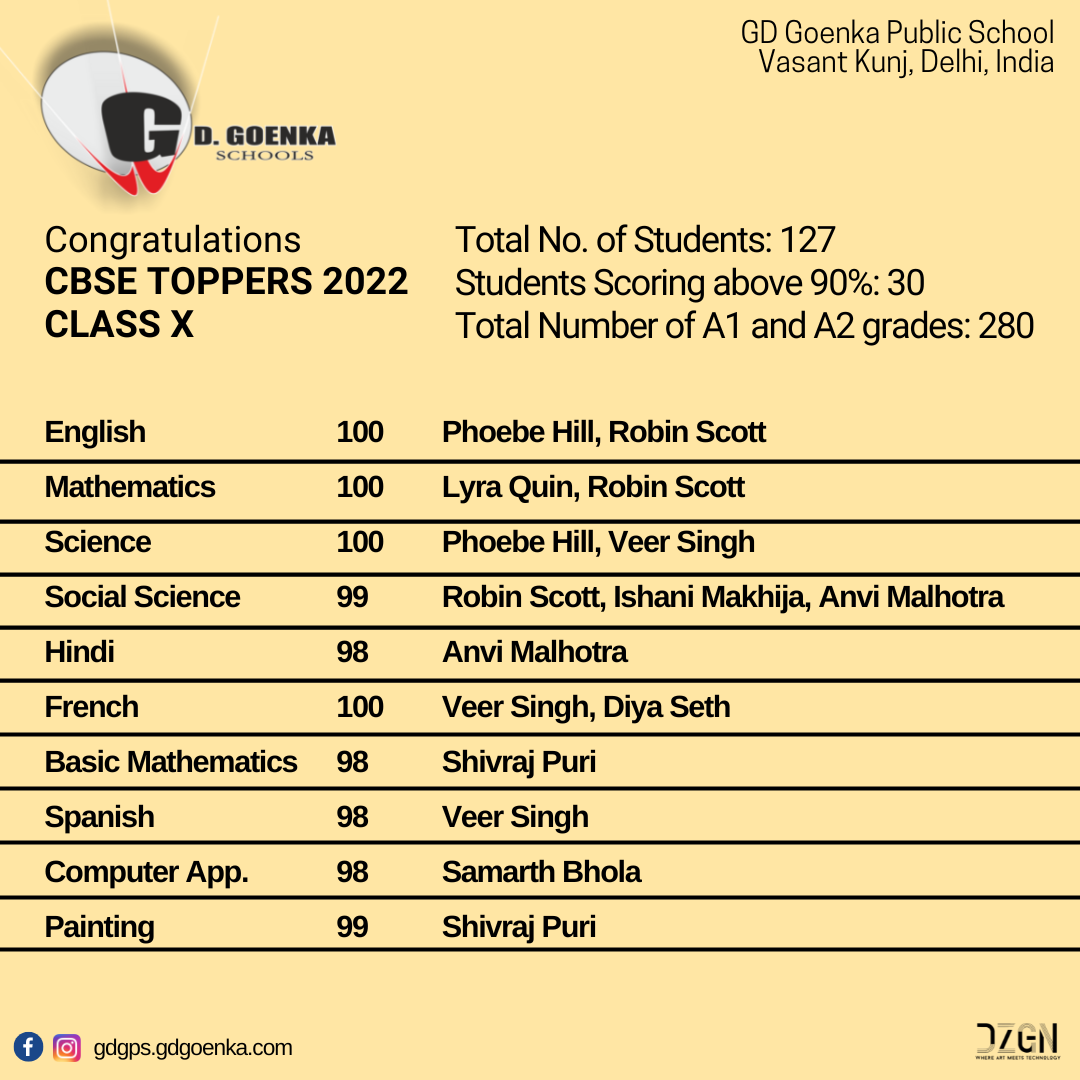 GD Goenka Public School
Vasant Kunj, Delhi, India
G D. GOENKA
SCHOOLS
Congratulations
CBSE TOPPERS 2022
CLASS X
Total No. of Students: 127
Students Scoring above 90%: 30
Total Number of A1 and A2 grades: 280
English 100 Phoebe Hill, Robin Scott
Mathematics 100 Lyra Quin, Robin Scott
Science 100 Phoebe Hill, Veer Singh
Social Science 99 Robin Scott, Ishani Makhija, Anvi Malhotra
Hindi 98 Anvi Malhotra
French 100 Veer Singh, Diya Seth
Basic Mathematics 98 Shivraj Puri
Spanish 98 Veer Singh
Computer App. 98 Samarth Bhola
Painting 99 Shivraj Puri
gdgps.gdgoenka.com
DZGN
WHERE ART MEETS TECHNOLOGY